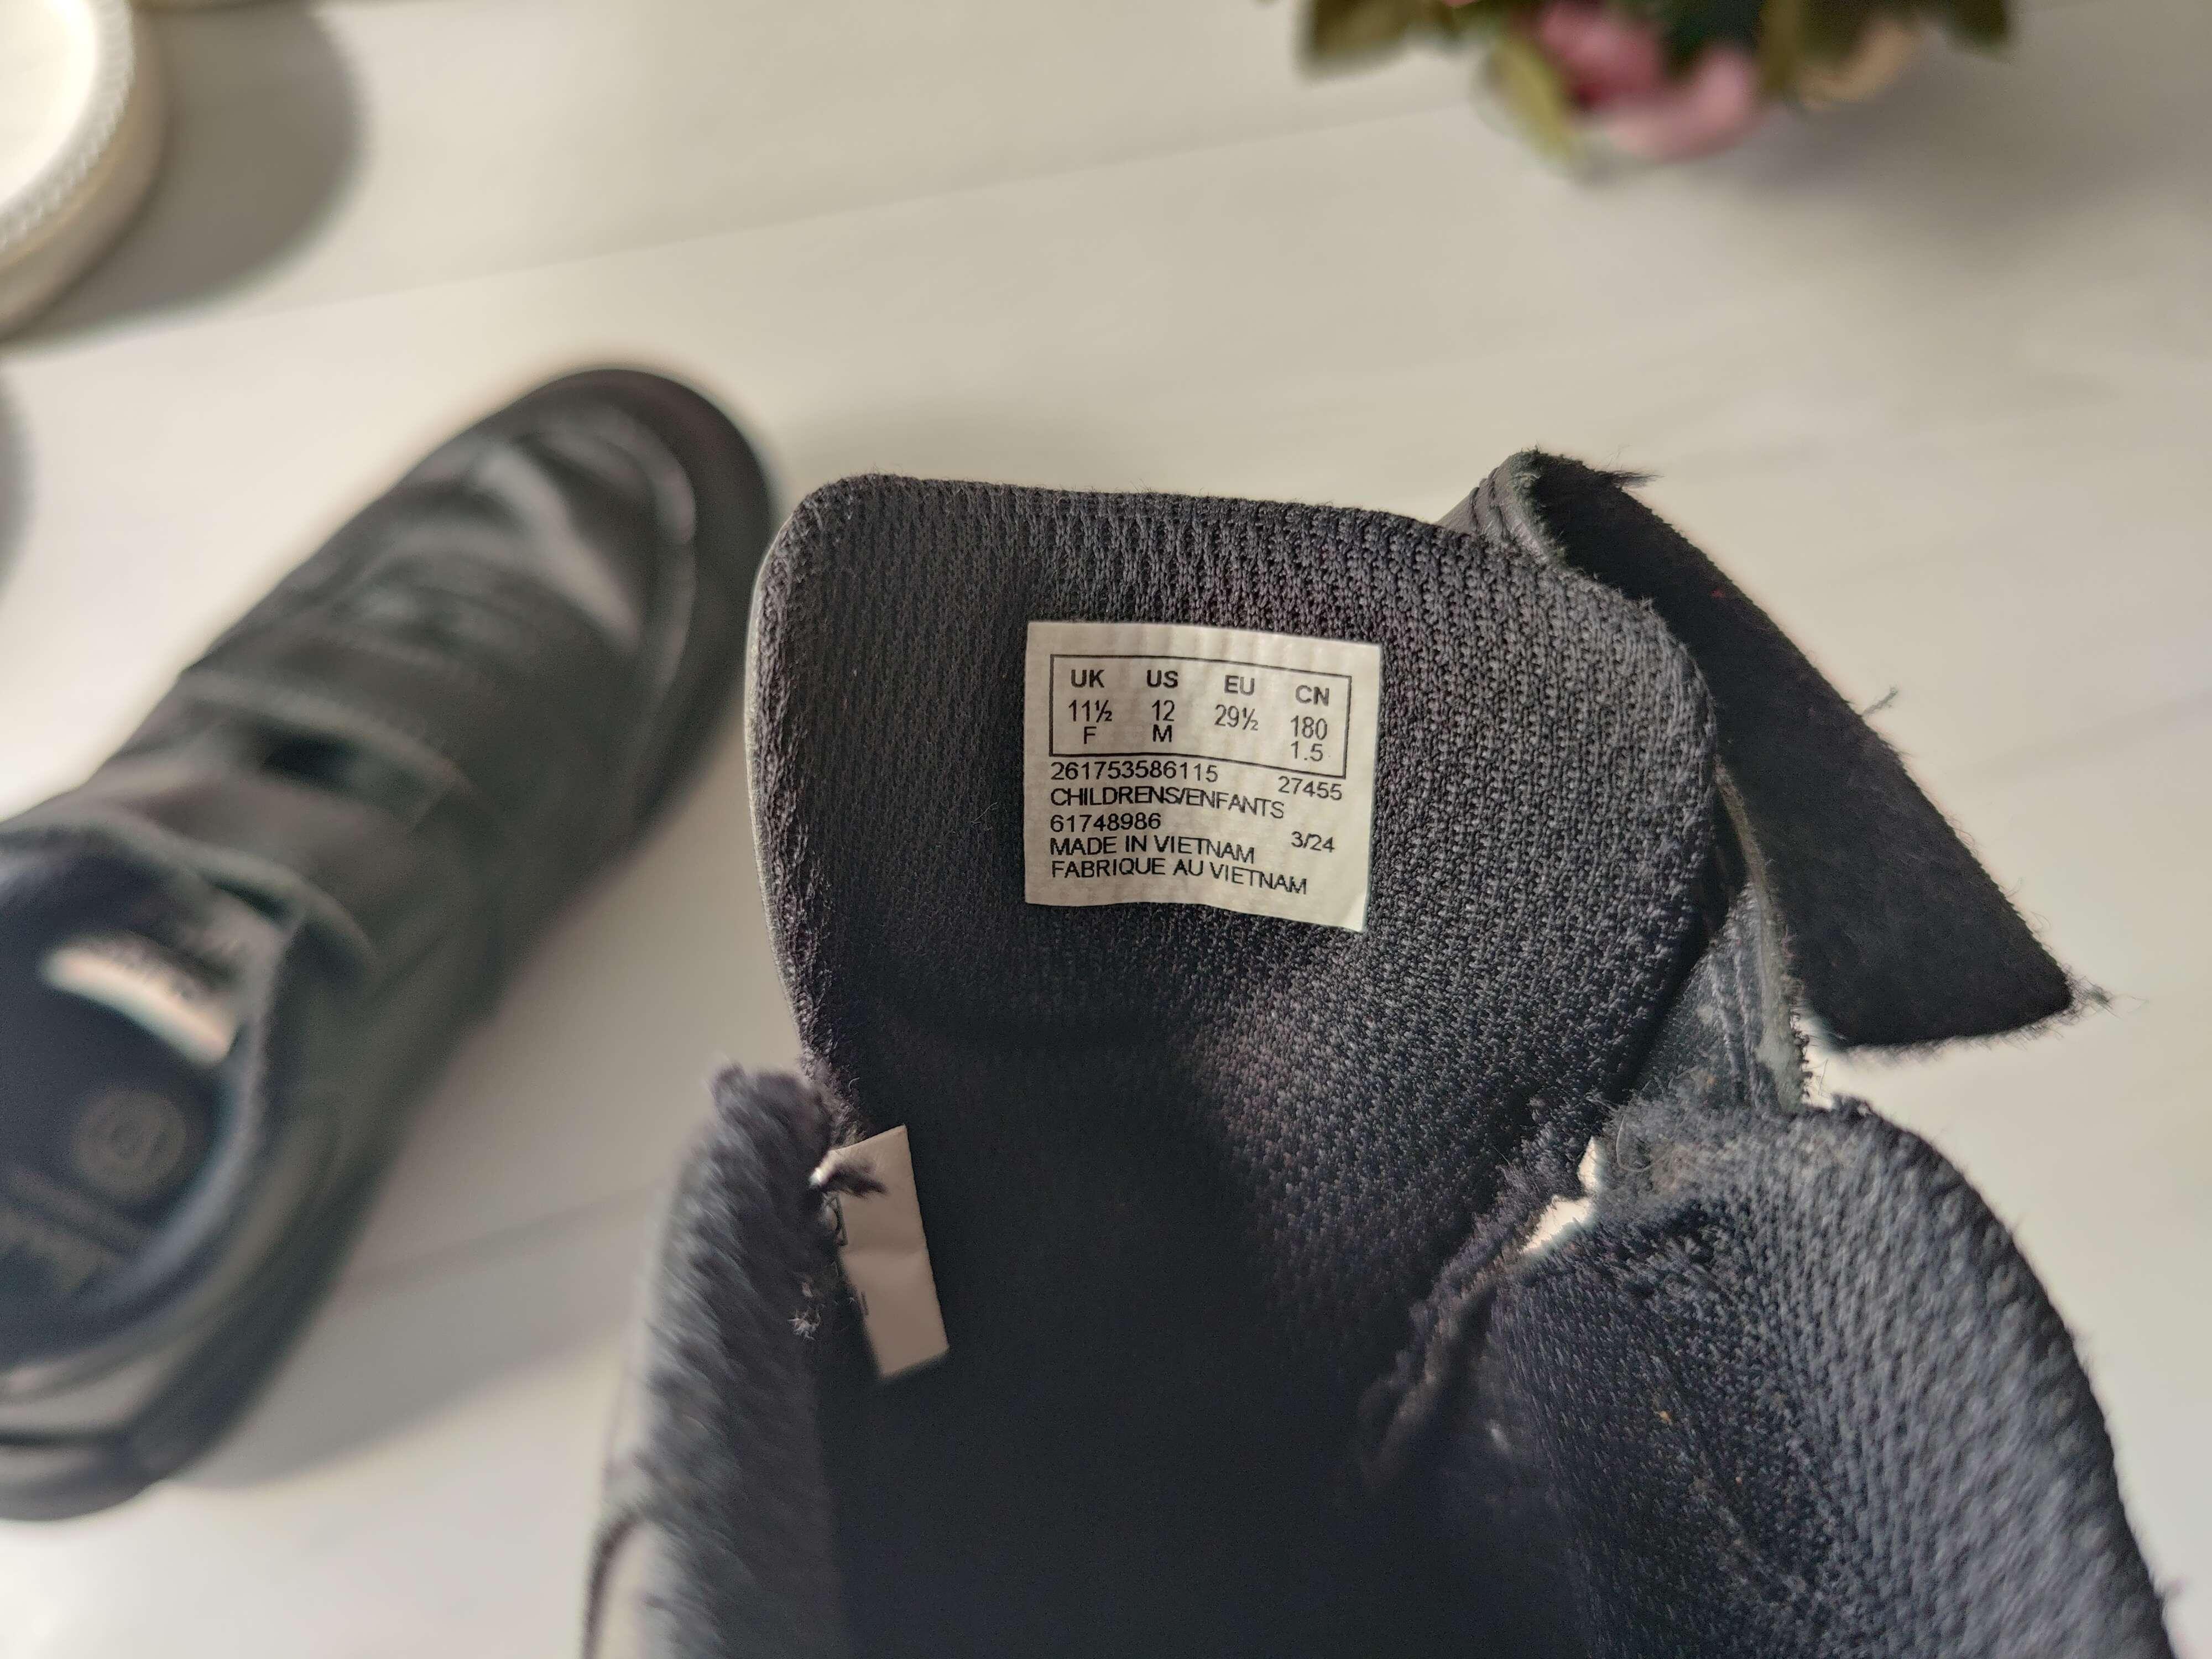 UK US EU CN
11½ 12 29½ 180
F M 1.5
261753586115 27455
CHILDRENS/ENFANTS
61748986 3/24
MADE IN VIETNAM
FABRIQUE AU VIETNAM